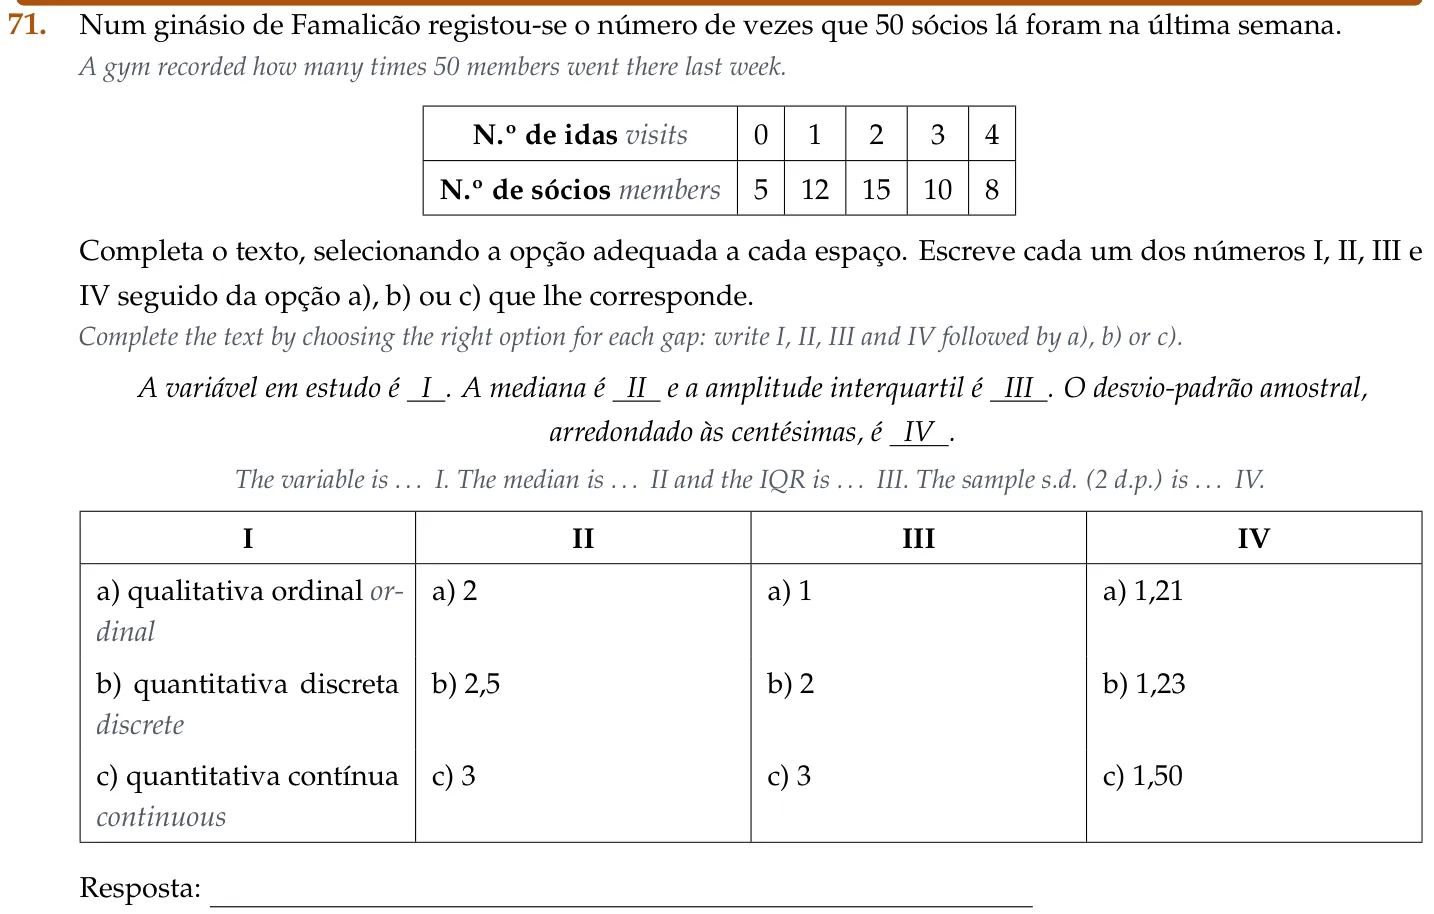 71. Num ginásio de Famalicão registou-se o número de vezes que 50 sócios lá foram na última semana.
A gym recorded how many times 50 members went there last week.
N.º de idas visits 0 1 2 3 4
N.º de sócios members 5 12 15 10 8
Completa o texto, selecionando a opção adequada a cada espaço. Escreve cada um dos números I, II, III e
IV seguido da opção a), b) ou c) que lhe corresponde.
Complete the text by choosing the right option for each gap: write I, II, III and IV followed by a), b) or c).
A variável em estudo é I. A mediana é II e a amplitude interquartil é III. O desvio-padrão amostral,
arredondado às centésimas, é IV.
The variable is ... I. The median is ... II and the IQR is ... III. The sample s.d. (2 d.p.) is ... IV.
I II III IV
a) qualitativa ordinal or-
dinal
a) 2
a) 1
a) 1,21
b) quantitativa discreta
discrete
b) 2,5
b) 2
b) 1,23
c) quantitativa contínua
continuous
c) 3
c) 3
c) 1,50
Resposta: